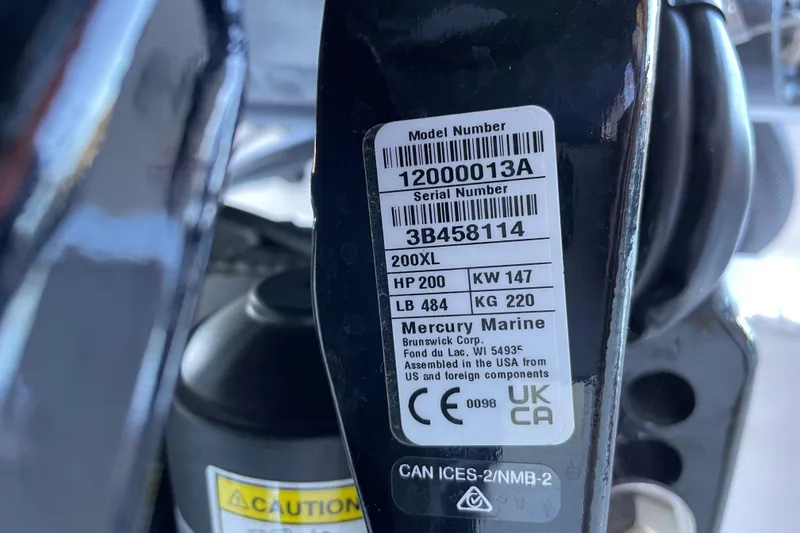 Model Number
12000013A
Serial Number
3B458114
200XL
HP 200 KW 147
LB 484 KG 220
Mercury Marine
Brunswick Corp.
Fond du Lac, WI 54935
Assembled in the USA from
US and foreign components
CE 0098 UK
CA
CAN ICES-2/NMB-2
CAUTION